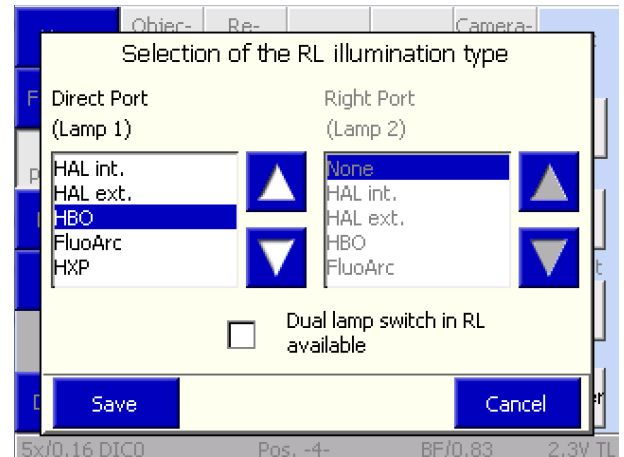 Objec-
Re-
Camera-
Selection of the RL illumination type
Direct Port
(Lamp 1)
Right Port
(Lamp 2)
HAL int.
HAL ext.
HBO
FluoArc
HXP
None
HAL int.
HAL ext.
HBO
FluoArc
Dual lamp switch in RL
available
Save
Cancel
5x/0.16 DIC0 Pos. -4- BF/0.83 2.3V TL